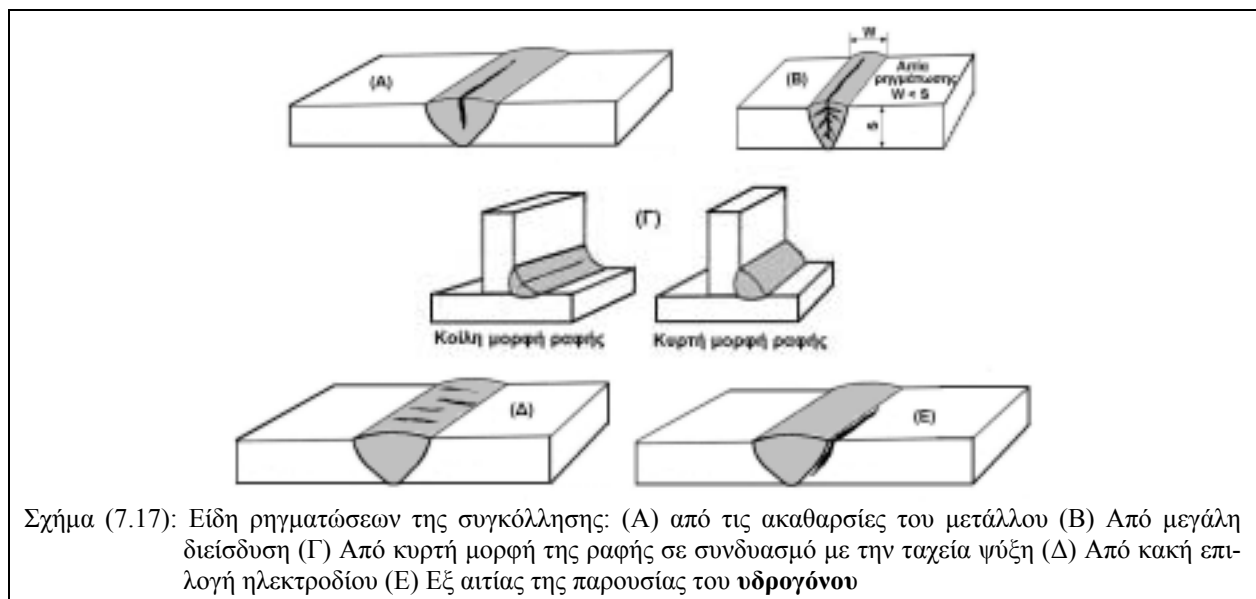 W
(A)
(B)
Αιτία
ρηγμάτωσης
W < S
S
(Γ)
Κοίλη μορφή ραφής
Κυρτή μορφή ραφής
(Δ)
(E)
Σχήμα (7.17): Είδη ρηγματώσεων της συγκόλλησης: (Α) από τις ακαθαρσίες του μετάλλου (Β) Από μεγάλη
διείσδυση (Γ) Από κυρτή μορφή της ραφής σε συνδυασμό με την ταχεία ψύξη (Δ) Από κακή επι-
λογή ηλεκτροδίου (Ε) Εξ αιτίας της παρουσίας του υδρογόνου